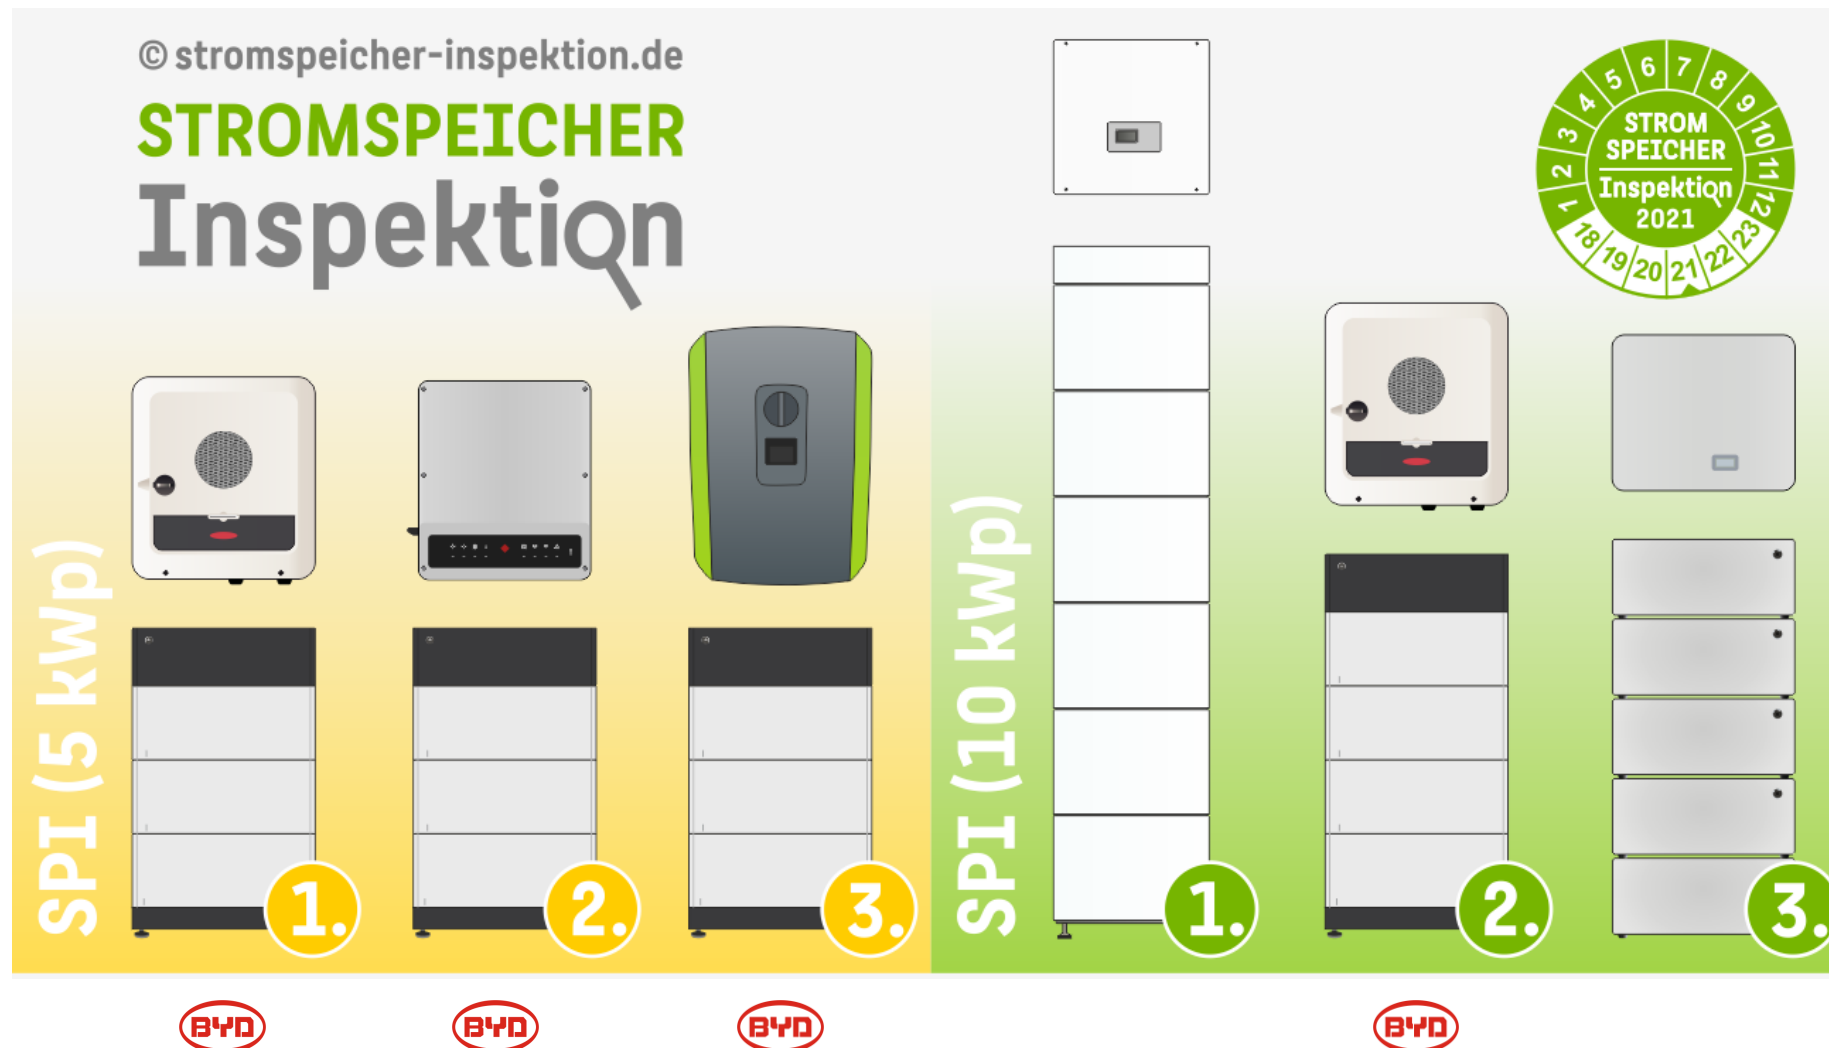 © stromspeicher-inspektion.de
STROMSPEICHER
Inspektion
1 2 3 4 5 6 7 8 9 10 11 12
STROM
SPEICHER
Inspektion
2021
18 19 20 21 22 23
SPI (5 kWp)
1.
2.
3.
SPI (10 kWp)
1.
2.
3.
BYD
BYD
BYD
BYD